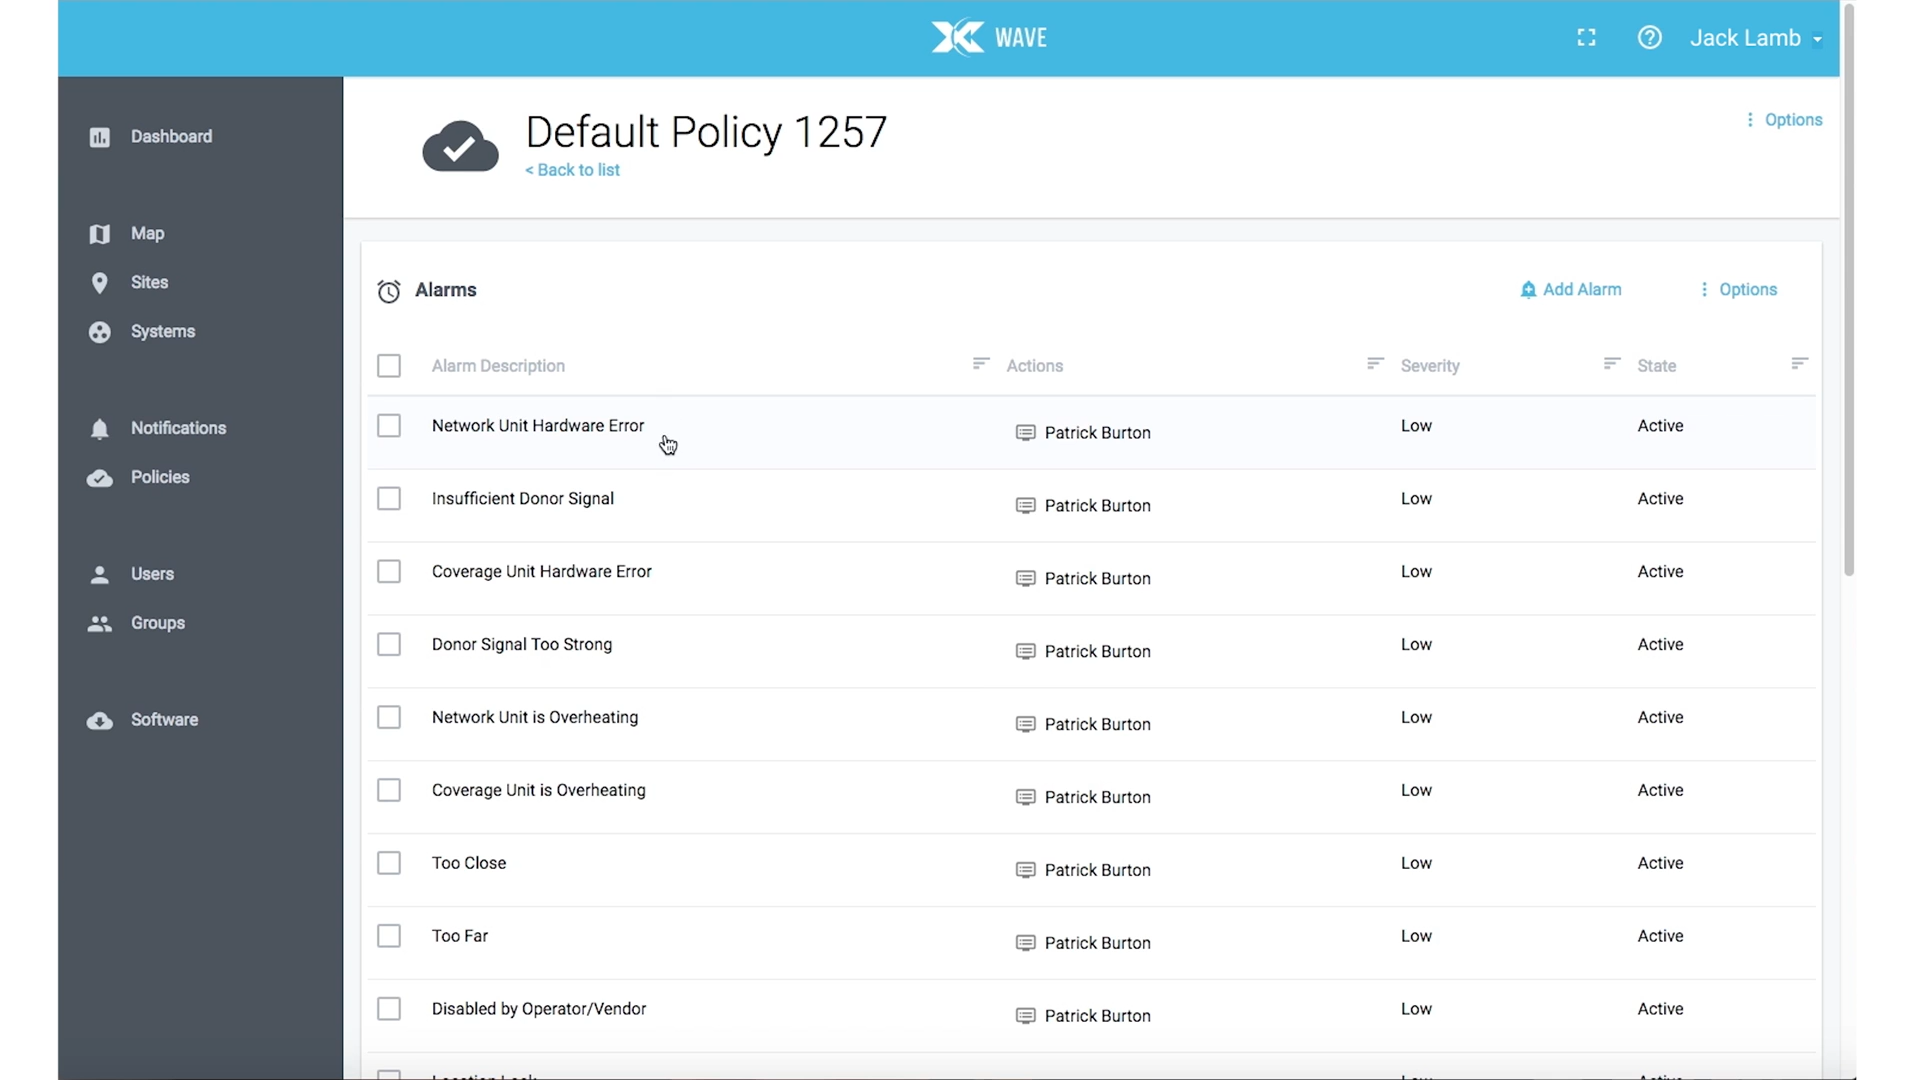 WAVE
Jack Lamb
Dashboard
Map
Sites
Systems
Notifications
Policies
Users
Groups
Software
Default Policy 1257
< Back to list
Options
Alarms
Add Alarm
Options
Alarm Description Actions Severity State
Network Unit Hardware Error Patrick Burton Low Active
Insufficient Donor Signal Patrick Burton Low Active
Coverage Unit Hardware Error Patrick Burton Low Active
Donor Signal Too Strong Patrick Burton Low Active
Network Unit is Overheating Patrick Burton Low Active
Coverage Unit is Overheating Patrick Burton Low Active
Too Close Patrick Burton Low Active
Too Far Patrick Burton Low Active
Disabled by Operator/Vendor Patrick Burton Low Active